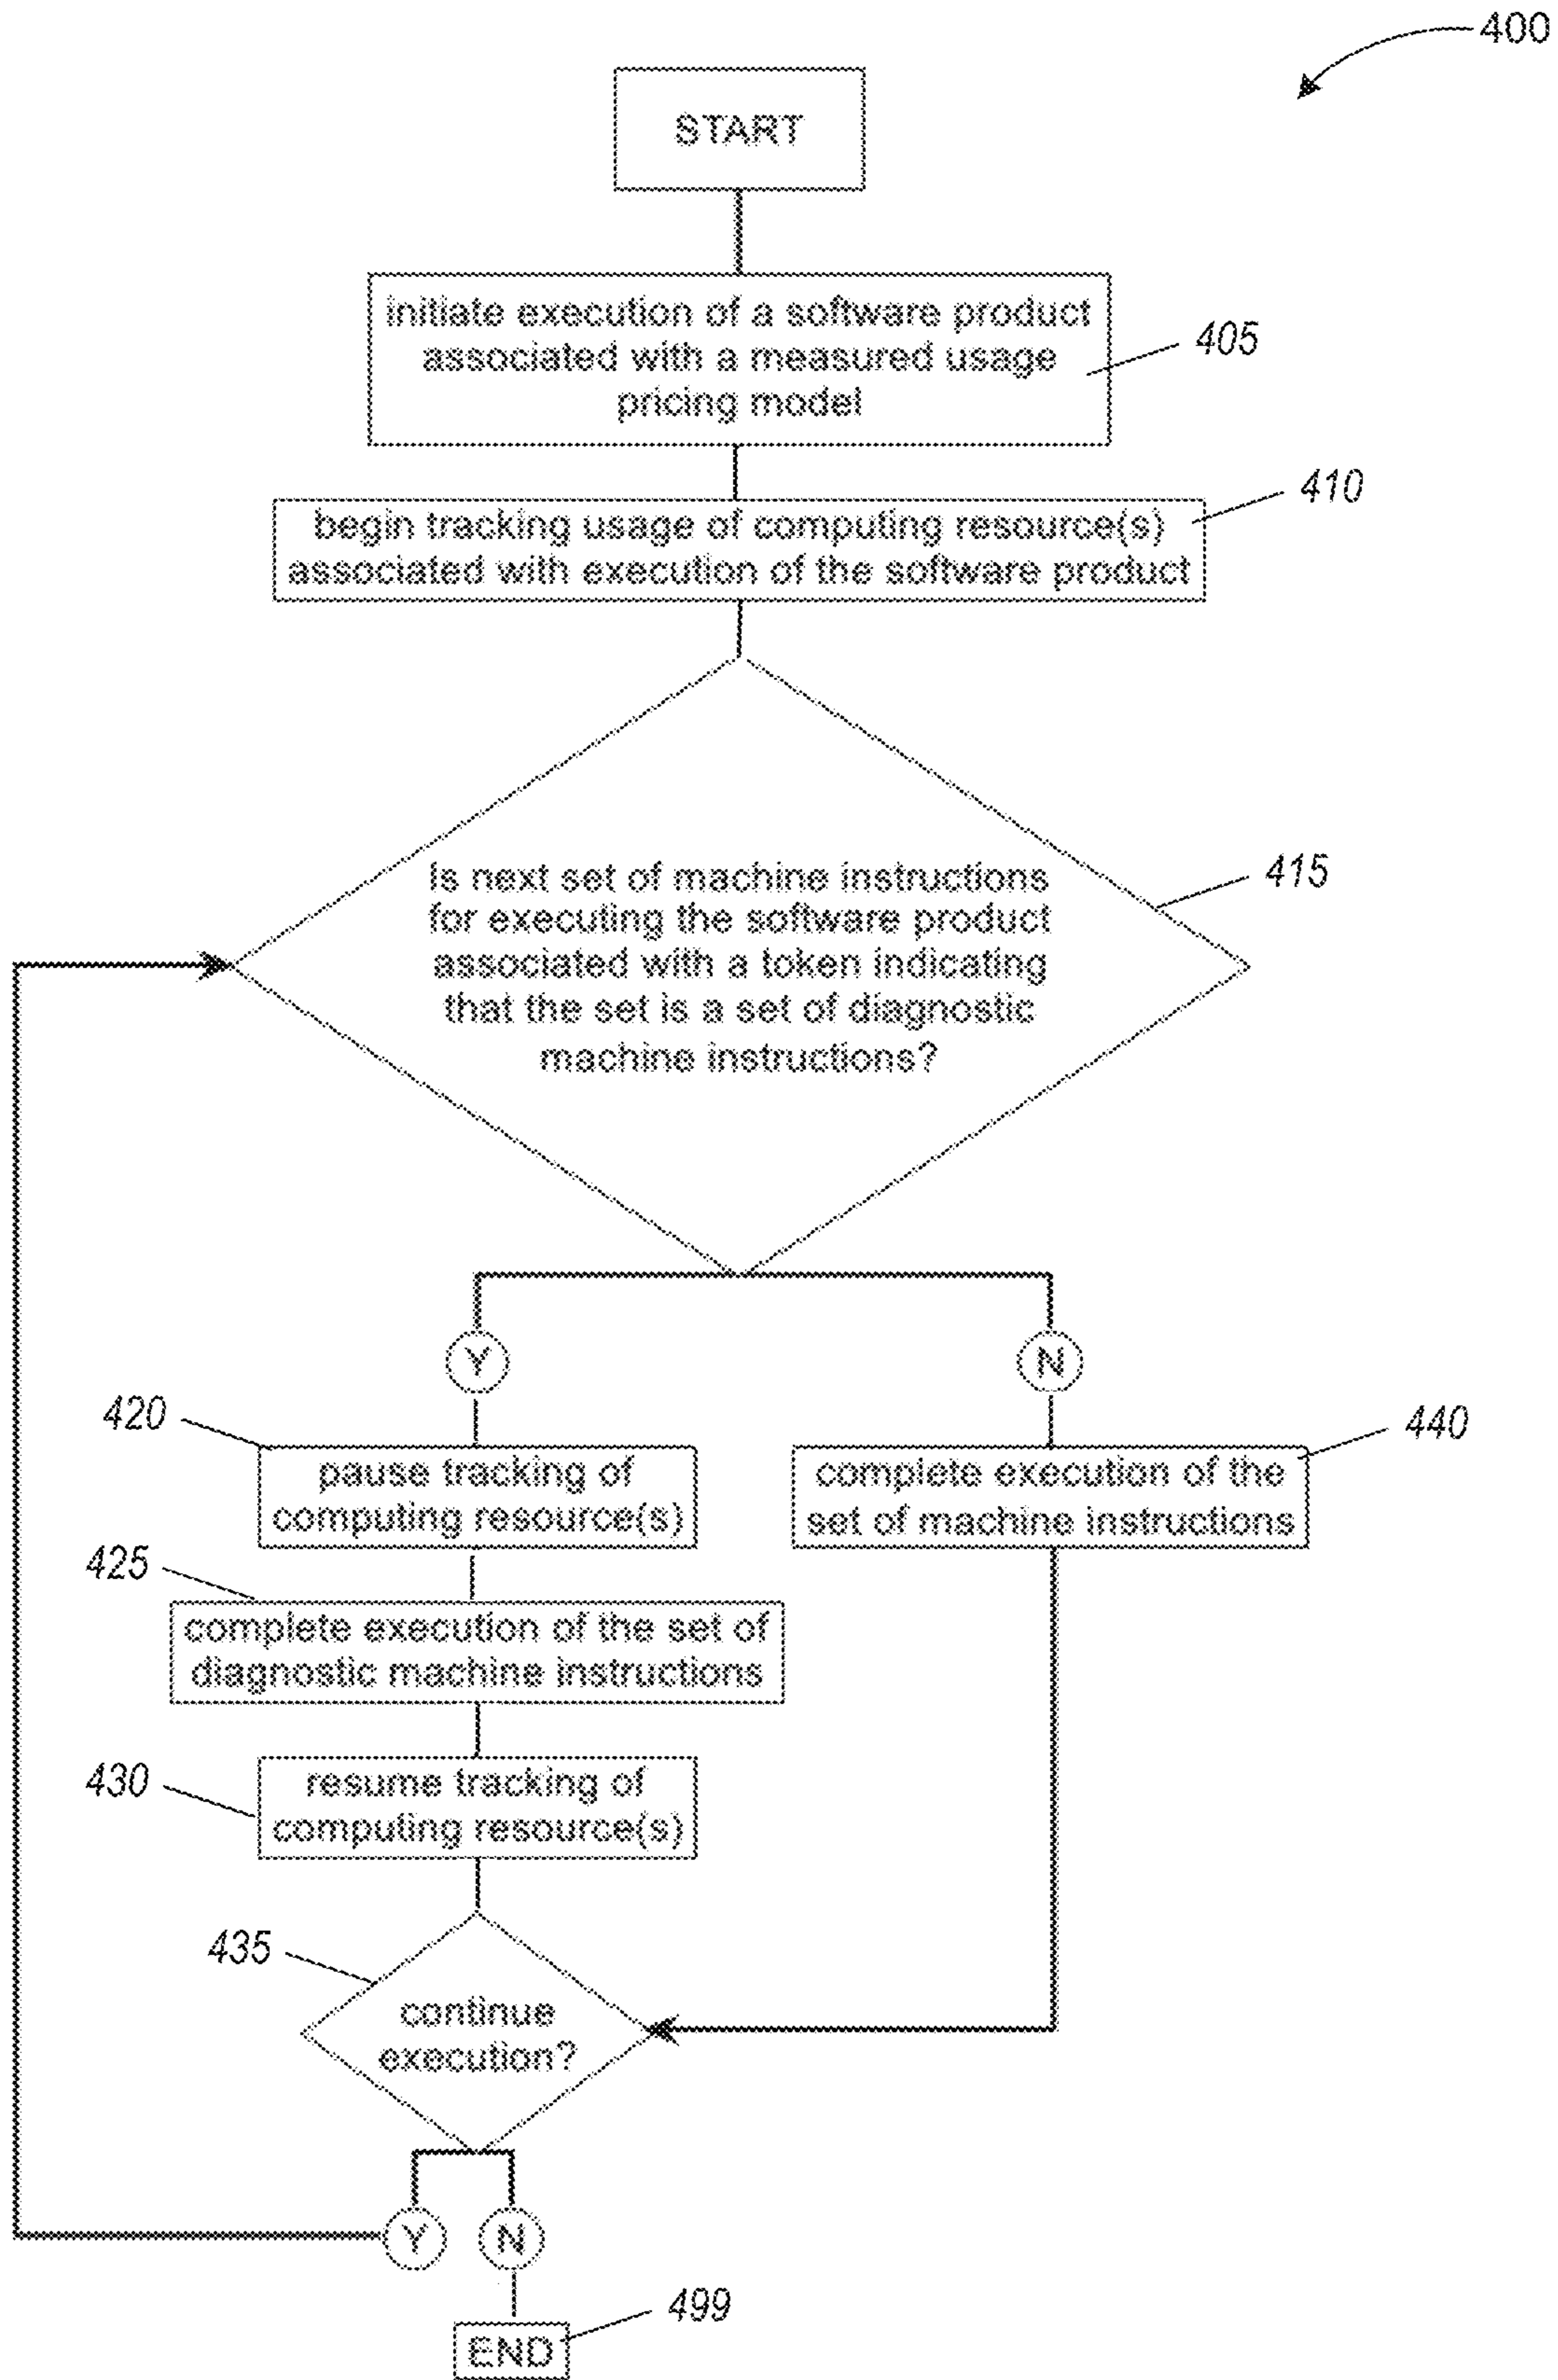 400
START
initiate execution of a software product
associated with a measured usage
pricing model
405
410
begin tracking usage of computing resource(s)
associated with execution of the software product
Is next set of machine instructions
for executing the software product
associated with a token indicating
that the set is a set of diagnostic
machine instructions?
415
Y
N
420
pause tracking of
computing resource(s)
440
complete execution of the
set of machine instructions
425
complete execution of the set of
diagnostic machine instructions
430
resume tracking of
computing resource(s)
435
continue
execution?
Y
N
499
END